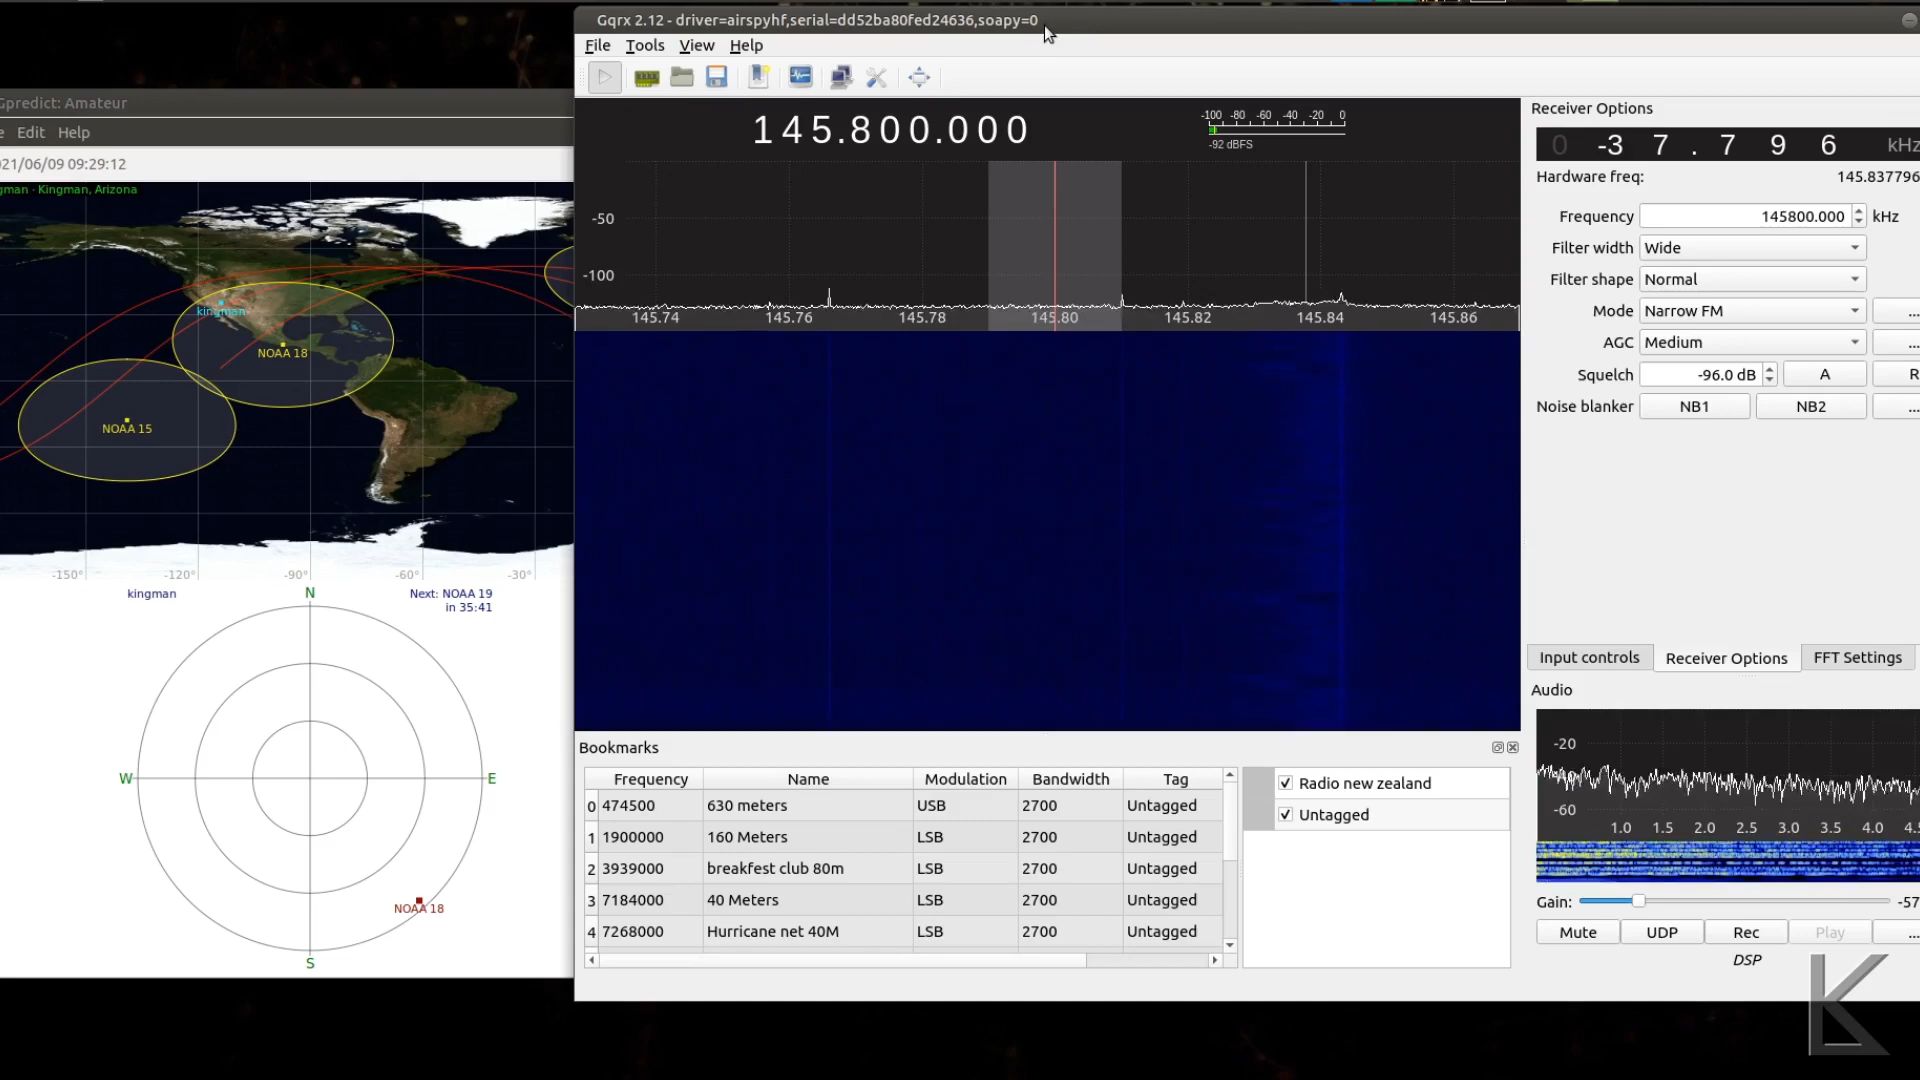 Gqrx 2.12 - driver=airspyhf,serial=dd52ba80fed24636,soapy=0
File Tools View Help
Gpredict: Amateur
e Edit Help
21/06/09 09:29:12
gman - Kingman, Arizona
kingman
NOAA 18
NOAA 15
-150° -120° -90° -60° -30°
kingman
N
Next: NOAA 19
in 35:41
W
E
NOAA 18
S
145.800.000
-100 -80 -60 -40 -20 0
-92 dBFS
-50
-100
145.74 145.76 145.78 145.80 145.82 145.84 145.86
Bookmarks
Frequency Name Modulation Bandwidth Tag
0 474500 630 meters USB 2700 Untagged
1 1900000 160 Meters LSB 2700 Untagged
2 3939000 breakfest club 80m LSB 2700 Untagged
3 7184000 40 Meters LSB 2700 Untagged
4 7268000 Hurricane net 40M LSB 2700 Untagged
Radio new zealand
Untagged
Receiver Options
0 -37.796 kHz
Hardware freq: 145.837796
Frequency 145800.000 kHz
Filter width Wide
Filter shape Normal
Mode Narrow FM ...
AGC Medium ...
Squelch -96.0 dB A R
Noise blanker NB1 NB2 ...
Input controls Receiver Options FFT Settings
Audio
-20
-60
1.0 1.5 2.0 2.5 3.0 3.5 4.0 4.5
Gain: -57
Mute UDP Rec Play ...
DSP
K